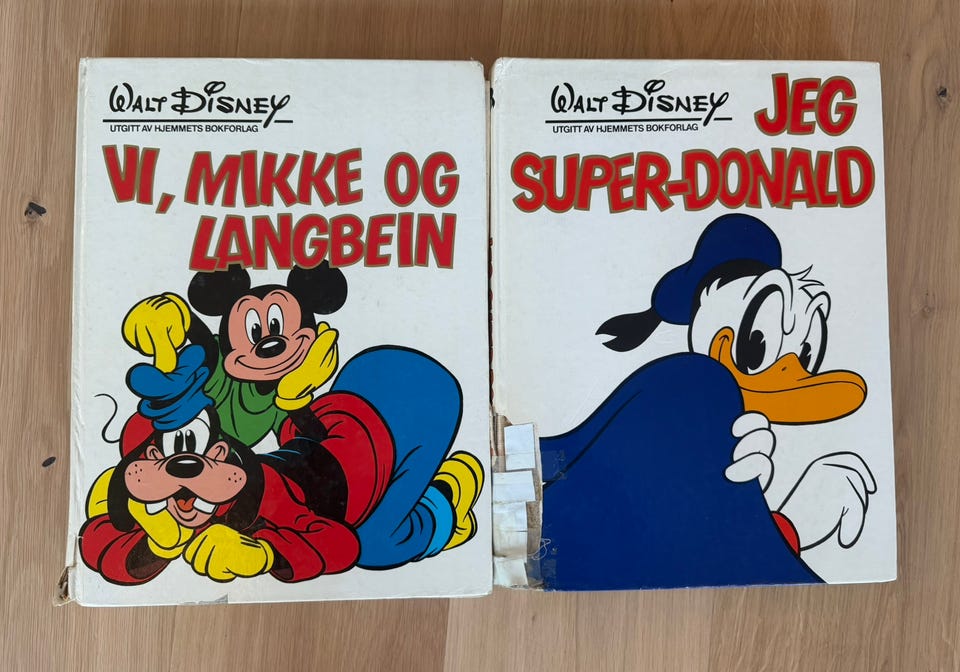 WALT DISNEY
UTGITT AV HJEMMETS BOKFORLAG
VI, MIKKE OG
LANGBEIN
WALT DISNEY
UTGITT AV HJEMMETS BOKFORLAG
JEG
SUPER-DONALD